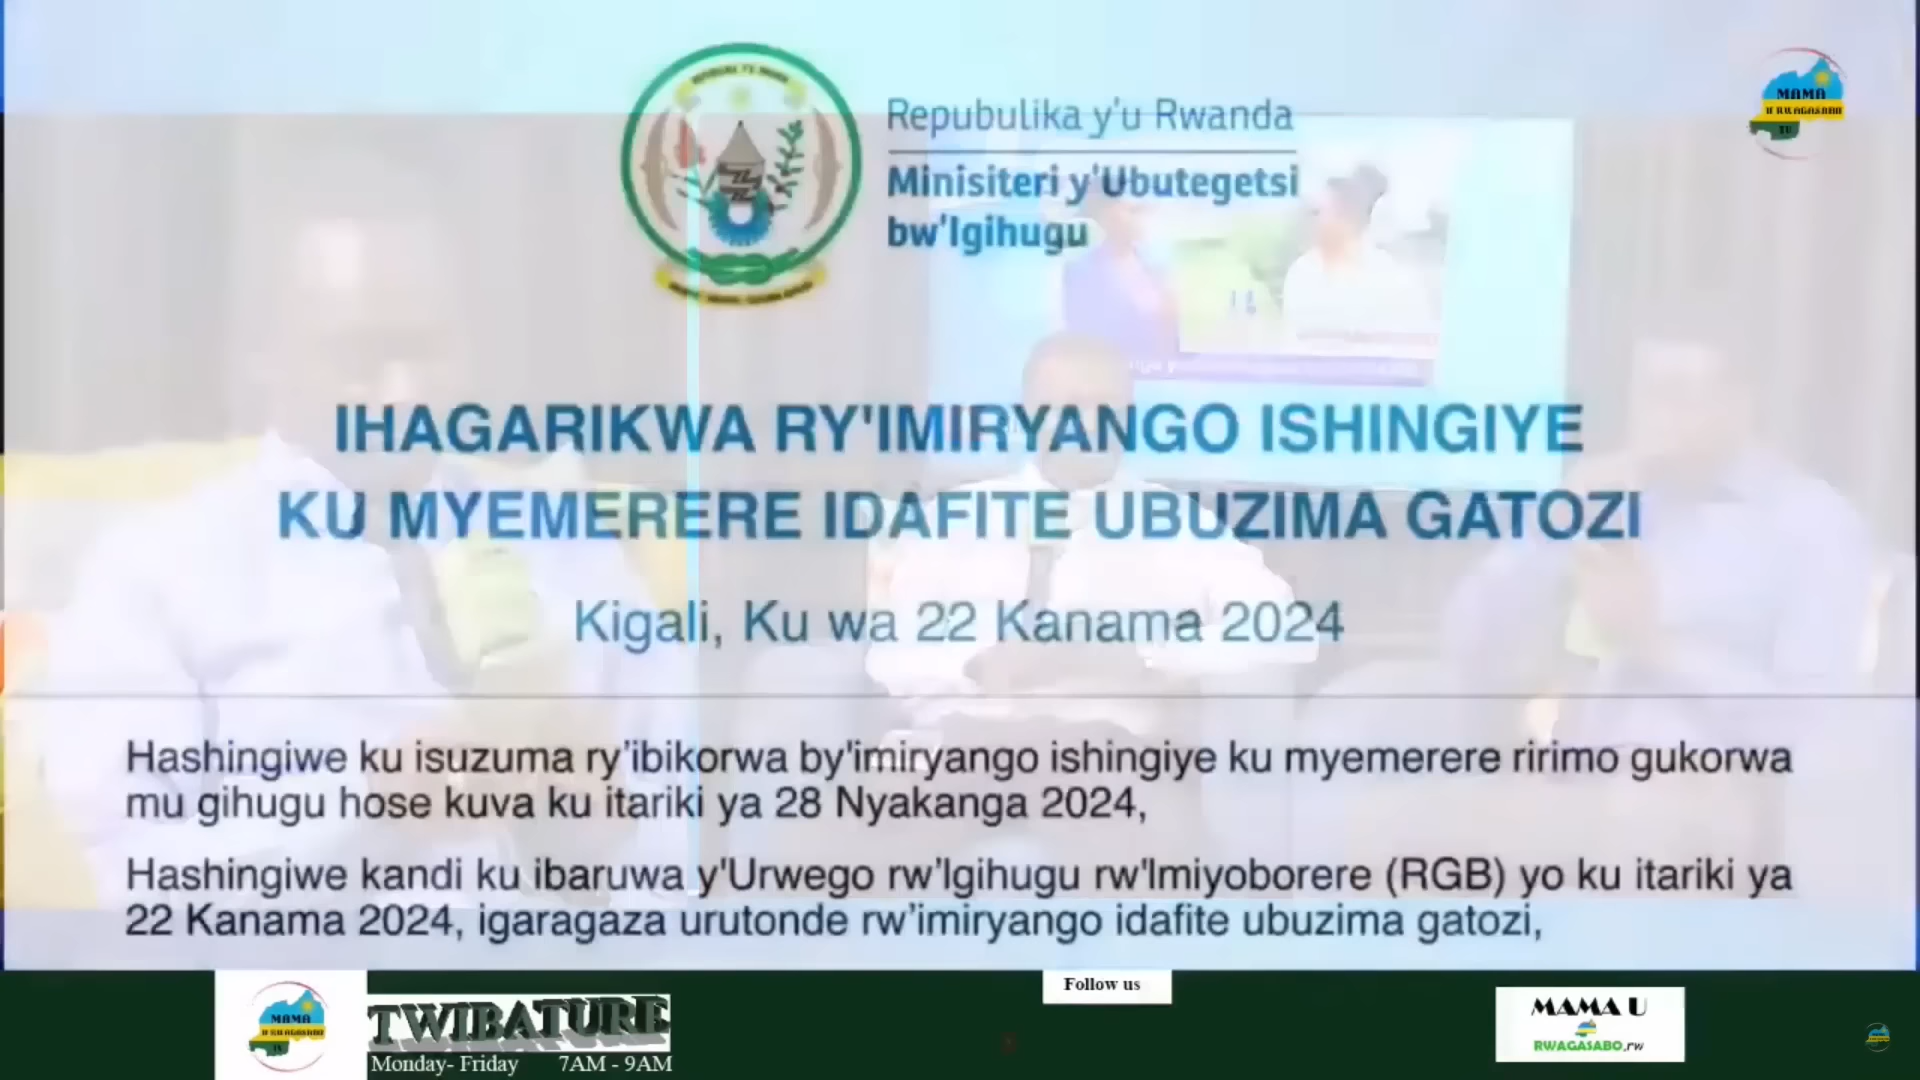 Repubulika y'u Rwanda
Minisiteri y'Ubutegetsi
bw'Igihugu
MAMA
U RWAGASABO
TV
IHAGARIKWA RY'IMIRYANGO ISHINGIYE
KU MYEMERERE IDAFITE UBUZIMA GATOZI
Kigali, Ku wa 22 Kanama 2024
Hashingiwe ku isuzuma ry'ibikorwa by'imiryango ishingiye ku myemerere ririmo gukorwa
mu gihugu hose kuva ku itariki ya 28 Nyakanga 2024,
Hashingiwe kandi ku ibaruwa y'Urwego rw'Igihugu rw'Imiyoborere (RGB) yo ku itariki ya
22 Kanama 2024, igaragaza urutonde rw'imiryango idafite ubuzima gatozi,
MAMA
U RWAGASABO
TWIBATURE
Monday- Friday 7AM - 9AM
Follow us
MAMA U
RWAGASABO.rw